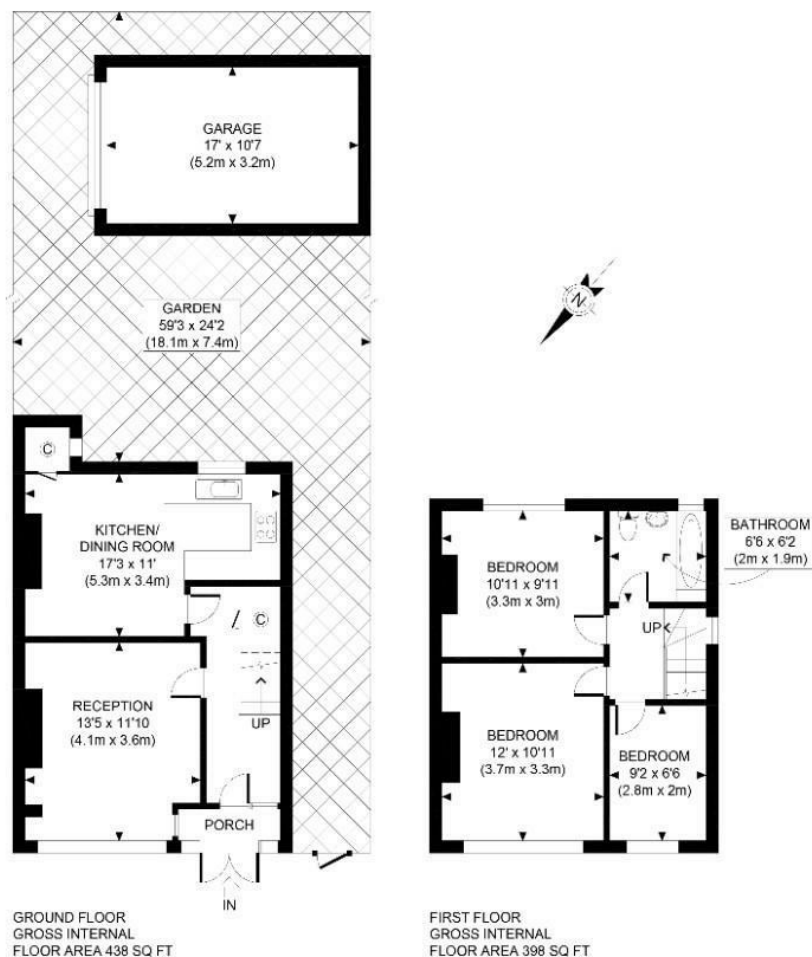 GARAGE
17' x 10'7
(5.2m x 3.2m)
GARDEN
59'3 x 24'2
(18.1m x 7.4m)
N
C
KITCHEN/
DINING ROOM
17'3 x 11'
(5.3m x 3.4m)
C
RECEPTION
13'5 x 11'10
(4.1m x 3.6m)
UP
PORCH
IN
GROUND FLOOR
GROSS INTERNAL
FLOOR AREA 438 SQ FT
BEDROOM
10'11 x 9'11
(3.3m x 3m)
BATHROOM
6'6 x 6'2
(2m x 1.9m)
UP
BEDROOM
12' x 10'11
(3.7m x 3.3m)
BEDROOM
9'2 x 6'6
(2.8m x 2m)
FIRST FLOOR
GROSS INTERNAL
FLOOR AREA 398 SQ FT